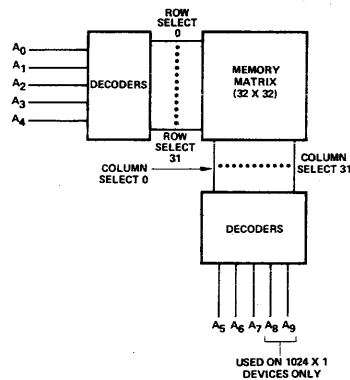 ROW
SELECT
0
A0
A1
A2
A3
A4
DECODERS
MEMORY
MATRIX
(32 X 32)
ROW
SELECT
31
COLUMN
SELECT 0
COLUMN
SELECT 31
DECODERS
A5 A6 A7 A8 A9
USED ON 1024 X 1
DEVICES ONLY